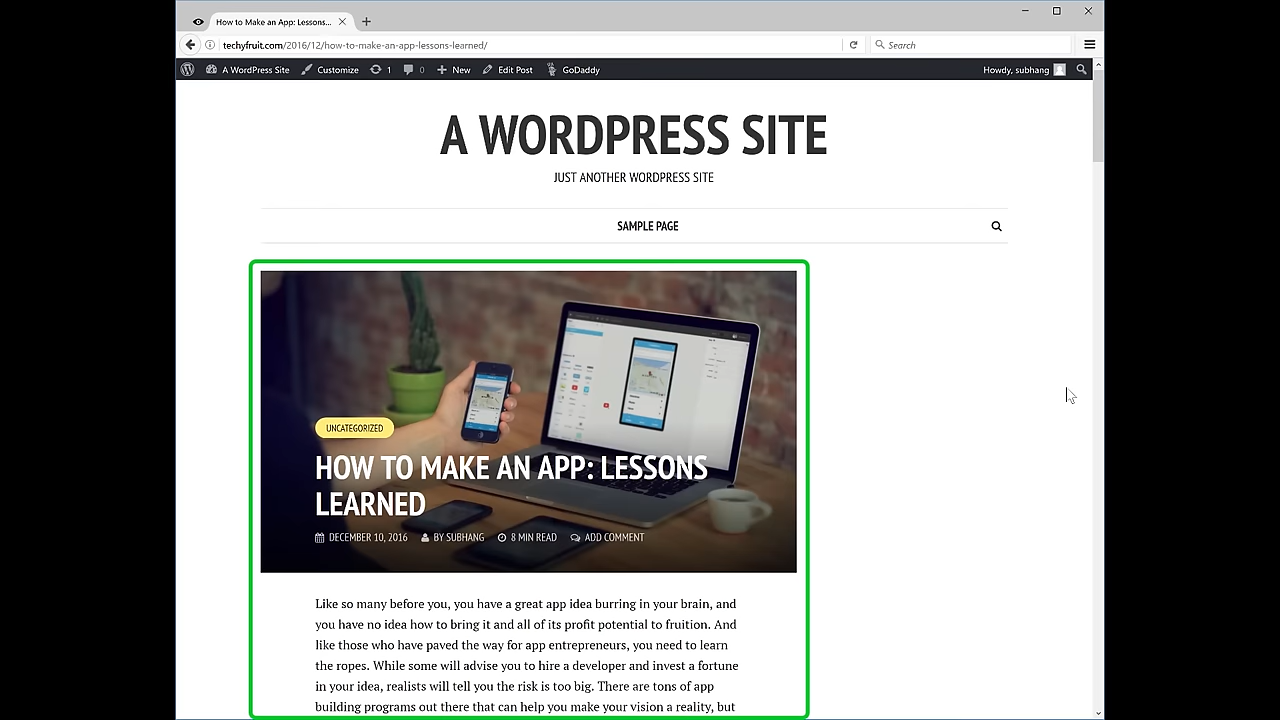 How to Make an App: Lessons...
techyfruit.com/2016/12/how-to-make-an-app-lessons-learned/
Search
A WordPress Site Customize 1 0 New Edit Post GoDaddy Howdy, subhang
A WORDPRESS SITE
JUST ANOTHER WORDPRESS SITE
SAMPLE PAGE
UNCATEGORIZED
HOW TO MAKE AN APP: LESSONS
LEARNED
DECEMBER 10, 2016 BY SUBHANG 8 MIN READ ADD COMMENT
Like so many before you, you have a great app idea burring in your brain, and
you have no idea how to bring it and all of its profit potential to fruition. And
like those who have paved the way for app entrepreneurs, you need to learn
the ropes. While some will advise you to hire a developer and invest a fortune
in your idea, realists will tell you the risk is too big. There are tons of app
building programs out there that can help you make your vision a reality, but